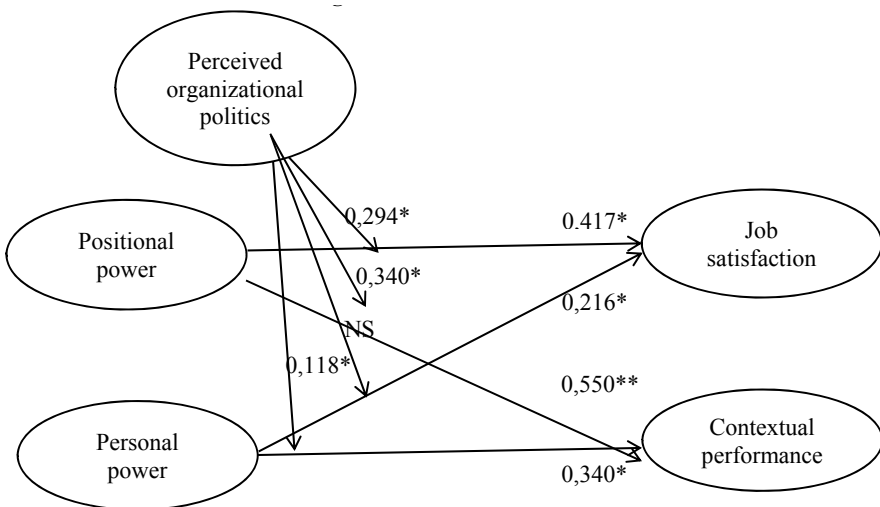 Perceived
organizational
politics
0,294*
0.417*
Positional
power
Job
satisfaction
0,340*
0,216*
NS
0,118*
0,550**
Personal
power
Contextual
performance
0,340*